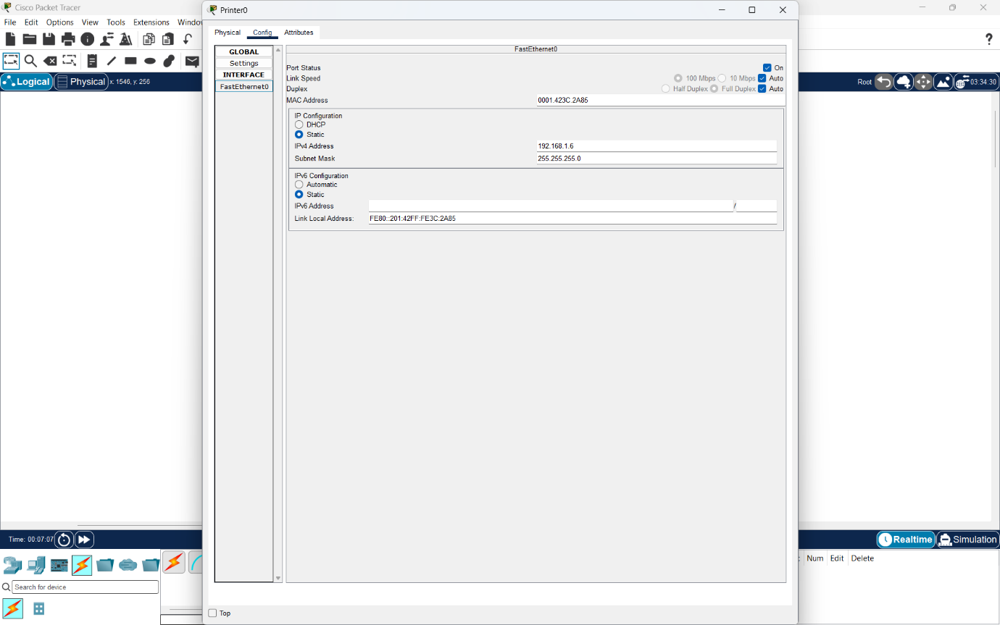 Cisco Packet Tracer
File Edit Options View Tools Extensions Window
Logical Physical x: 1546, y: 256
Root 03:34:30
Printer0
Physical Config Attributes
GLOBAL
Settings
INTERFACE
FastEthernet0
FastEthernet0
Port Status On
Link Speed 100 Mbps 10 Mbps Auto
Duplex Half Duplex Full Duplex Auto
MAC Address 0001.423C.2A85
IP Configuration
DHCP
Static
IPv4 Address 192.168.1.6
Subnet Mask 255.255.255.0
IPv6 Configuration
Automatic
Static
IPv6 Address /
Link Local Address: FE80::201:42FF:FE3C:2A85
Top
Time: 00:07:07
Realtime Simulation
Search for device
Num Edit Delete